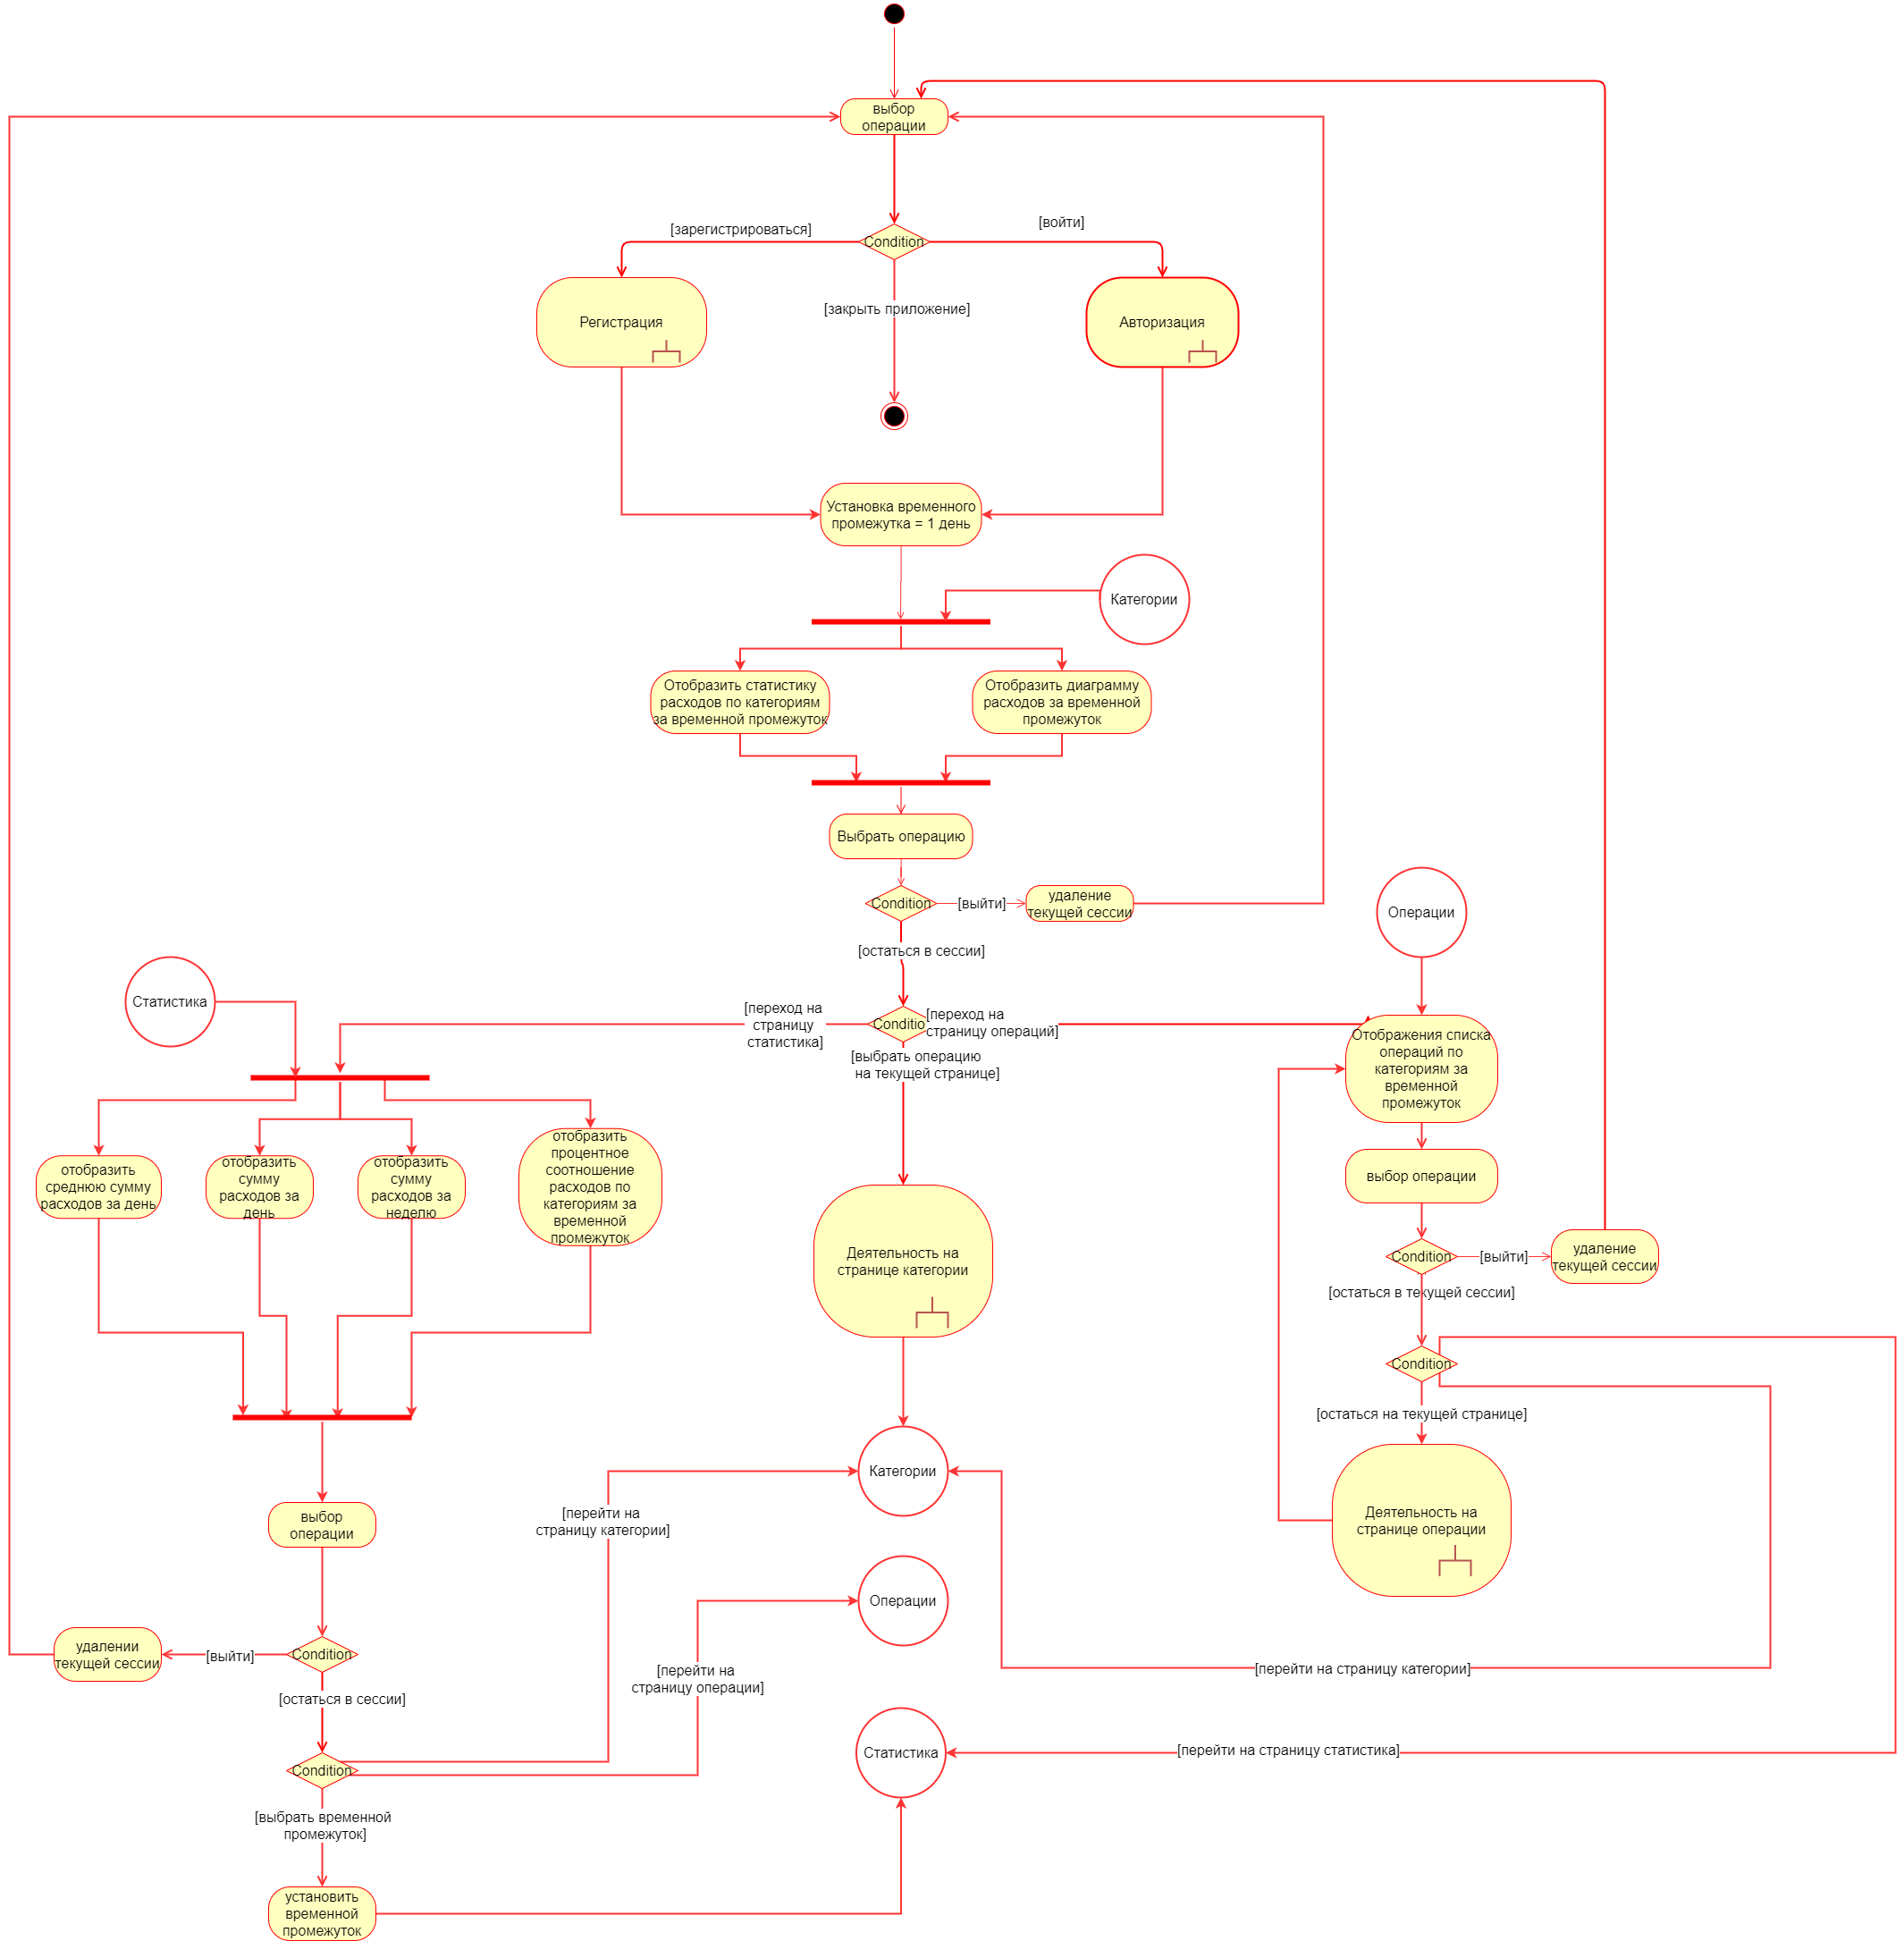 выбор
операции
[зарегистрироваться]
Condition
[войти]
[закрыть приложение]
Регистрация
Авторизация
Установка временного
промежутка = 1 день
Категории
Отобразить статистику
расходов по категориям
за временной промежуток
Отобразить диаграмму
расходов за временной
промежуток
Выбрать операцию
Condition
[выйти]
удаление
текущей сессии
[остаться в сессии]
Операции
Статистика
[переход на
страницу
статистика]
Conditio
[переход на
страницу операций]
[выбрать операцию
на текущей странице]
Отображения списка
операций по
категориям за
временной
промежуток
выбор операции
отобразить
среднюю сумму
расходов за день
отобразить
сумму
расходов за
день
отобразить
сумму
расходов за
неделю
отобразить
процентное
соотношение
расходов по
категориям за
временной
промежуток
Деятельность на
странице категории
Condition
[выйти]
удаление
текущей сессии
[остаться в текущей сессии]
Condition
[остаться на текущей странице]
Деятельность на
странице операции
Категории
[перейти на
страницу категории]
выбор
операции
Операции
Condition
[выйти]
удалении
текущей сессии
[остаться в сессии]
[перейти на
страницу операции]
[перейти на страницу категории]
Статистика
[перейти на страницу статистика]
Condition
[выбрать временной
промежуток]
установить
временной
промежуток